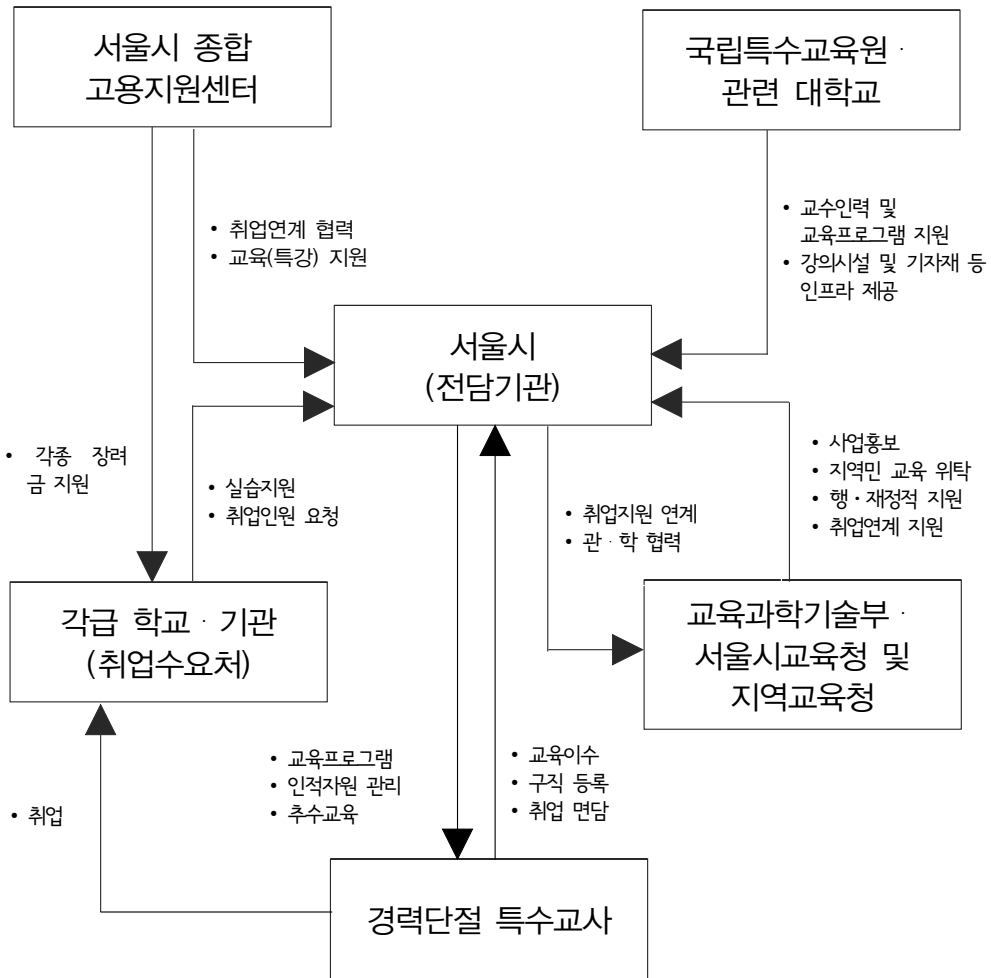 서울시 종합
고용지원센터
국립특수교육원 ·
관련 대학교
• 취업연계 협력
• 교육(특강) 지원
• 교수인력 및
교육프로그램 지원
• 강의시설 및 기자재 등
인프라 제공
서울시
(전담기관)
• 각종 장려
금 지원
• 실습지원
• 취업인원 요청
• 취업지원 연계
• 관 · 학 협력
• 사업홍보
• 지역민 교육 위탁
• 행 · 재정적 지원
• 취업연계 지원
각급 학교 · 기관
(취업수요처)
교육과학기술부 ·
서울시교육청 및
지역교육청
• 취업
• 교육프로그램
• 인적자원 관리
• 추수교육
• 교육이수
• 구직 등록
• 취업 면담
경력단절 특수교사